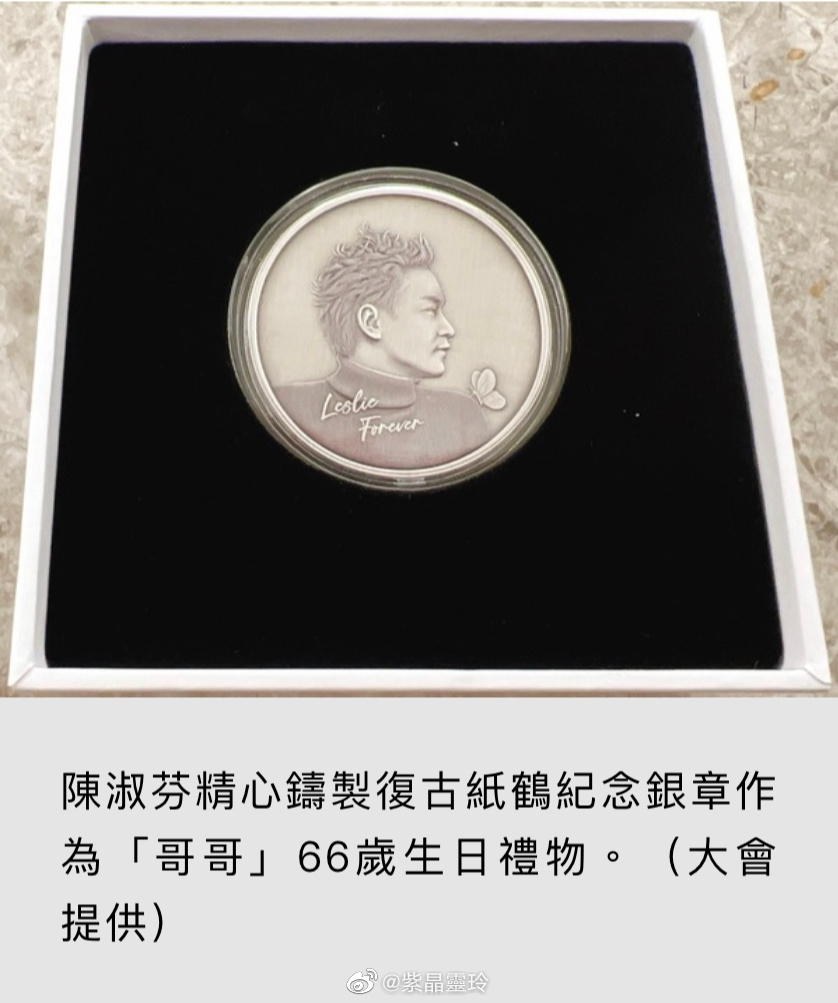 Leslie
Forever
陳淑芬精心鑄製復古紙鶴紀念銀章作
為「哥哥」66歲生日禮物。（大會
提供）
@紫晶靈玲